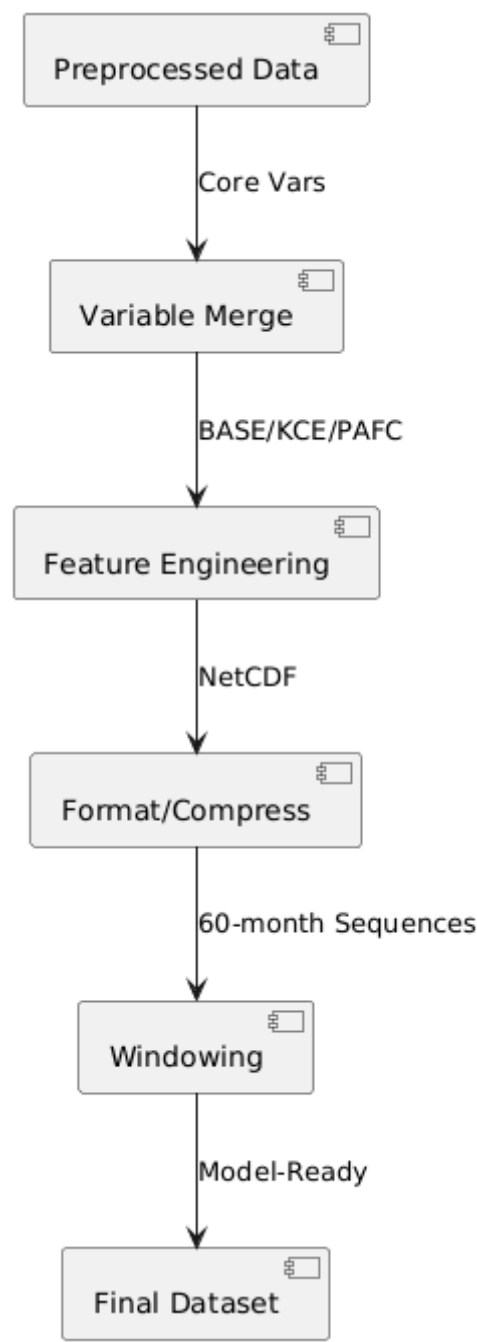 Preprocessed Data
Core Vars
Variable Merge
BASE/KCE/PAFC
Feature Engineering
NetCDF
Format/Compress
60-month Sequences
Windowing
Model-Ready
Final Dataset